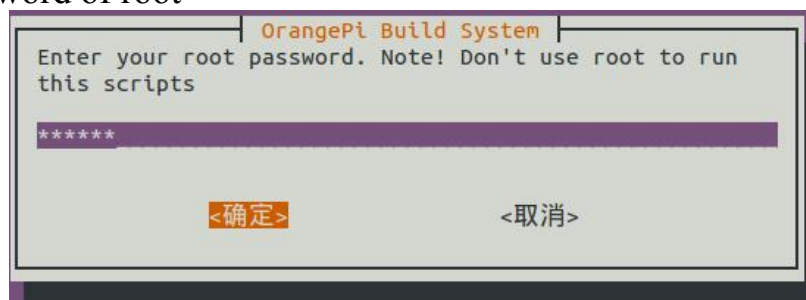 word of root
OrangePi Build System
Enter your root password. Note! Don't use root to run
this scripts
******
<确定> <取消>